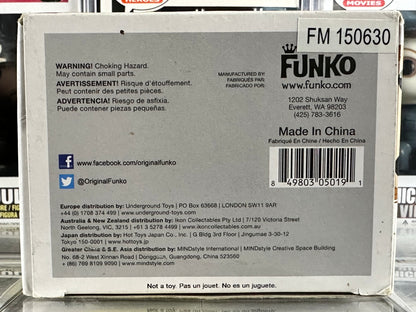 HEROES
MOVIES
FM 150630
WARNING! Choking Hazard.
May contain small parts.
AVERTISSEMENT! Risque d'étouffement.
Peut contenir des petites pièces.
ADVERTENCIA! Riesgo de asfixia.
Puede contener piezas pequeñas.
MANUFACTURED BY
FABRIQUÉS PAR:
FABRICADO POR:
FUNKO
1202 Shuksan Way
Everett, WA 98203
(425) 783-3616
Made In China
Fabriqué En Chine / Hecho En China
8 49803 05019 1
www.facebook.com/originalfunko
@OriginalFunko
Europe distribution by: Underground Toys | PO Box 63668 | LONDON SW11 9AR
+44 (0) 1708 374 499 | www.underground-toys.com
Australia & New Zealand distribution by: Ikon Collectables Pty Ltd | 7/120 Victoria Street
North Geelong, VIC, 3215 | +61 3 5278 4499 | www.ikoncollectables.com.au
Japan distribution by: Hot Toys Japan Co., Inc. | G Bldg 3rd Floor | Jingumae 3-30-12
Tokyo 150-0001 | www.hottoys.jp
Greater China & S.E. Asia distribution by: MINDstyle International | MINDstyle Creative Space Building
No. 68-2 West Xinnan Road | Dongguan, Guangdong, China 523560
+ (86) 769 8109 9090 | www.mindstyle.com
Not a toy. Pas un jouet. No es un juguete.